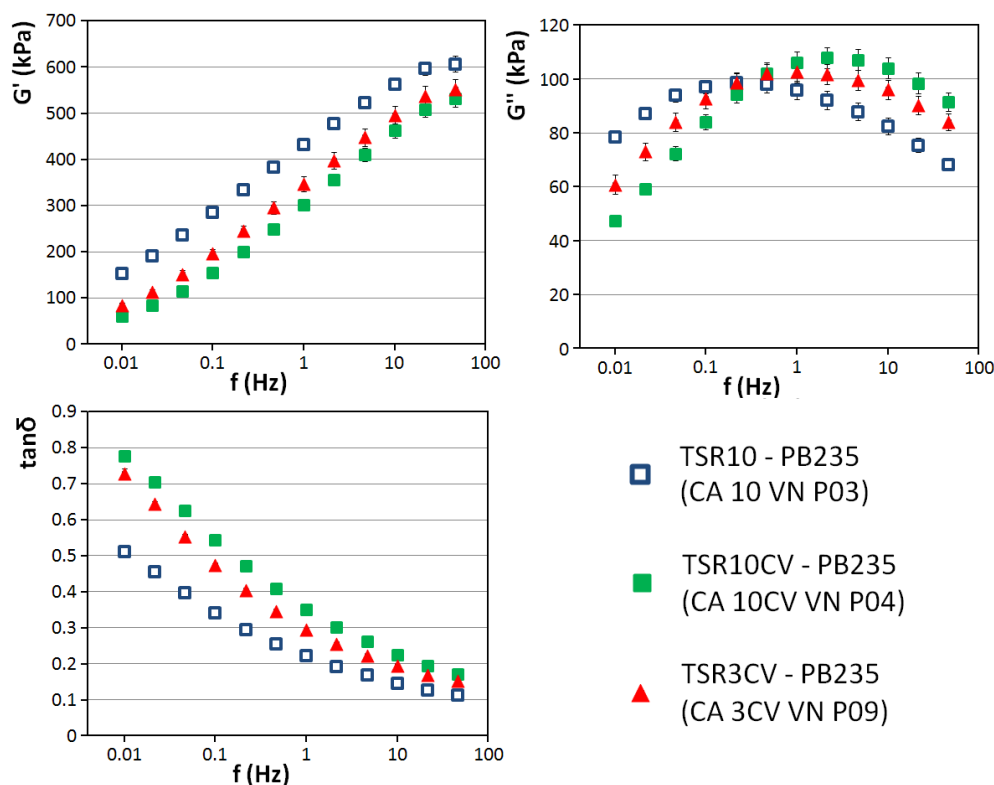 G' (kPa)
700
600
500
400
300
200
100
0
0.01 0.1 1 10 100
f (Hz)
G'' (kPa)
120
100
80
60
40
20
0
0.01 0.1 1 10 100
f (Hz)
tanδ
0.9
0.8
0.7
0.6
0.5
0.4
0.3
0.2
0.1
0
0.01 0.1 1 10 100
f (Hz)
TSR10 - PB235
(CA 10 VN P03)
TSR10CV - PB235
(CA 10CV VN P04)
TSR3CV - PB235
(CA 3CV VN P09)